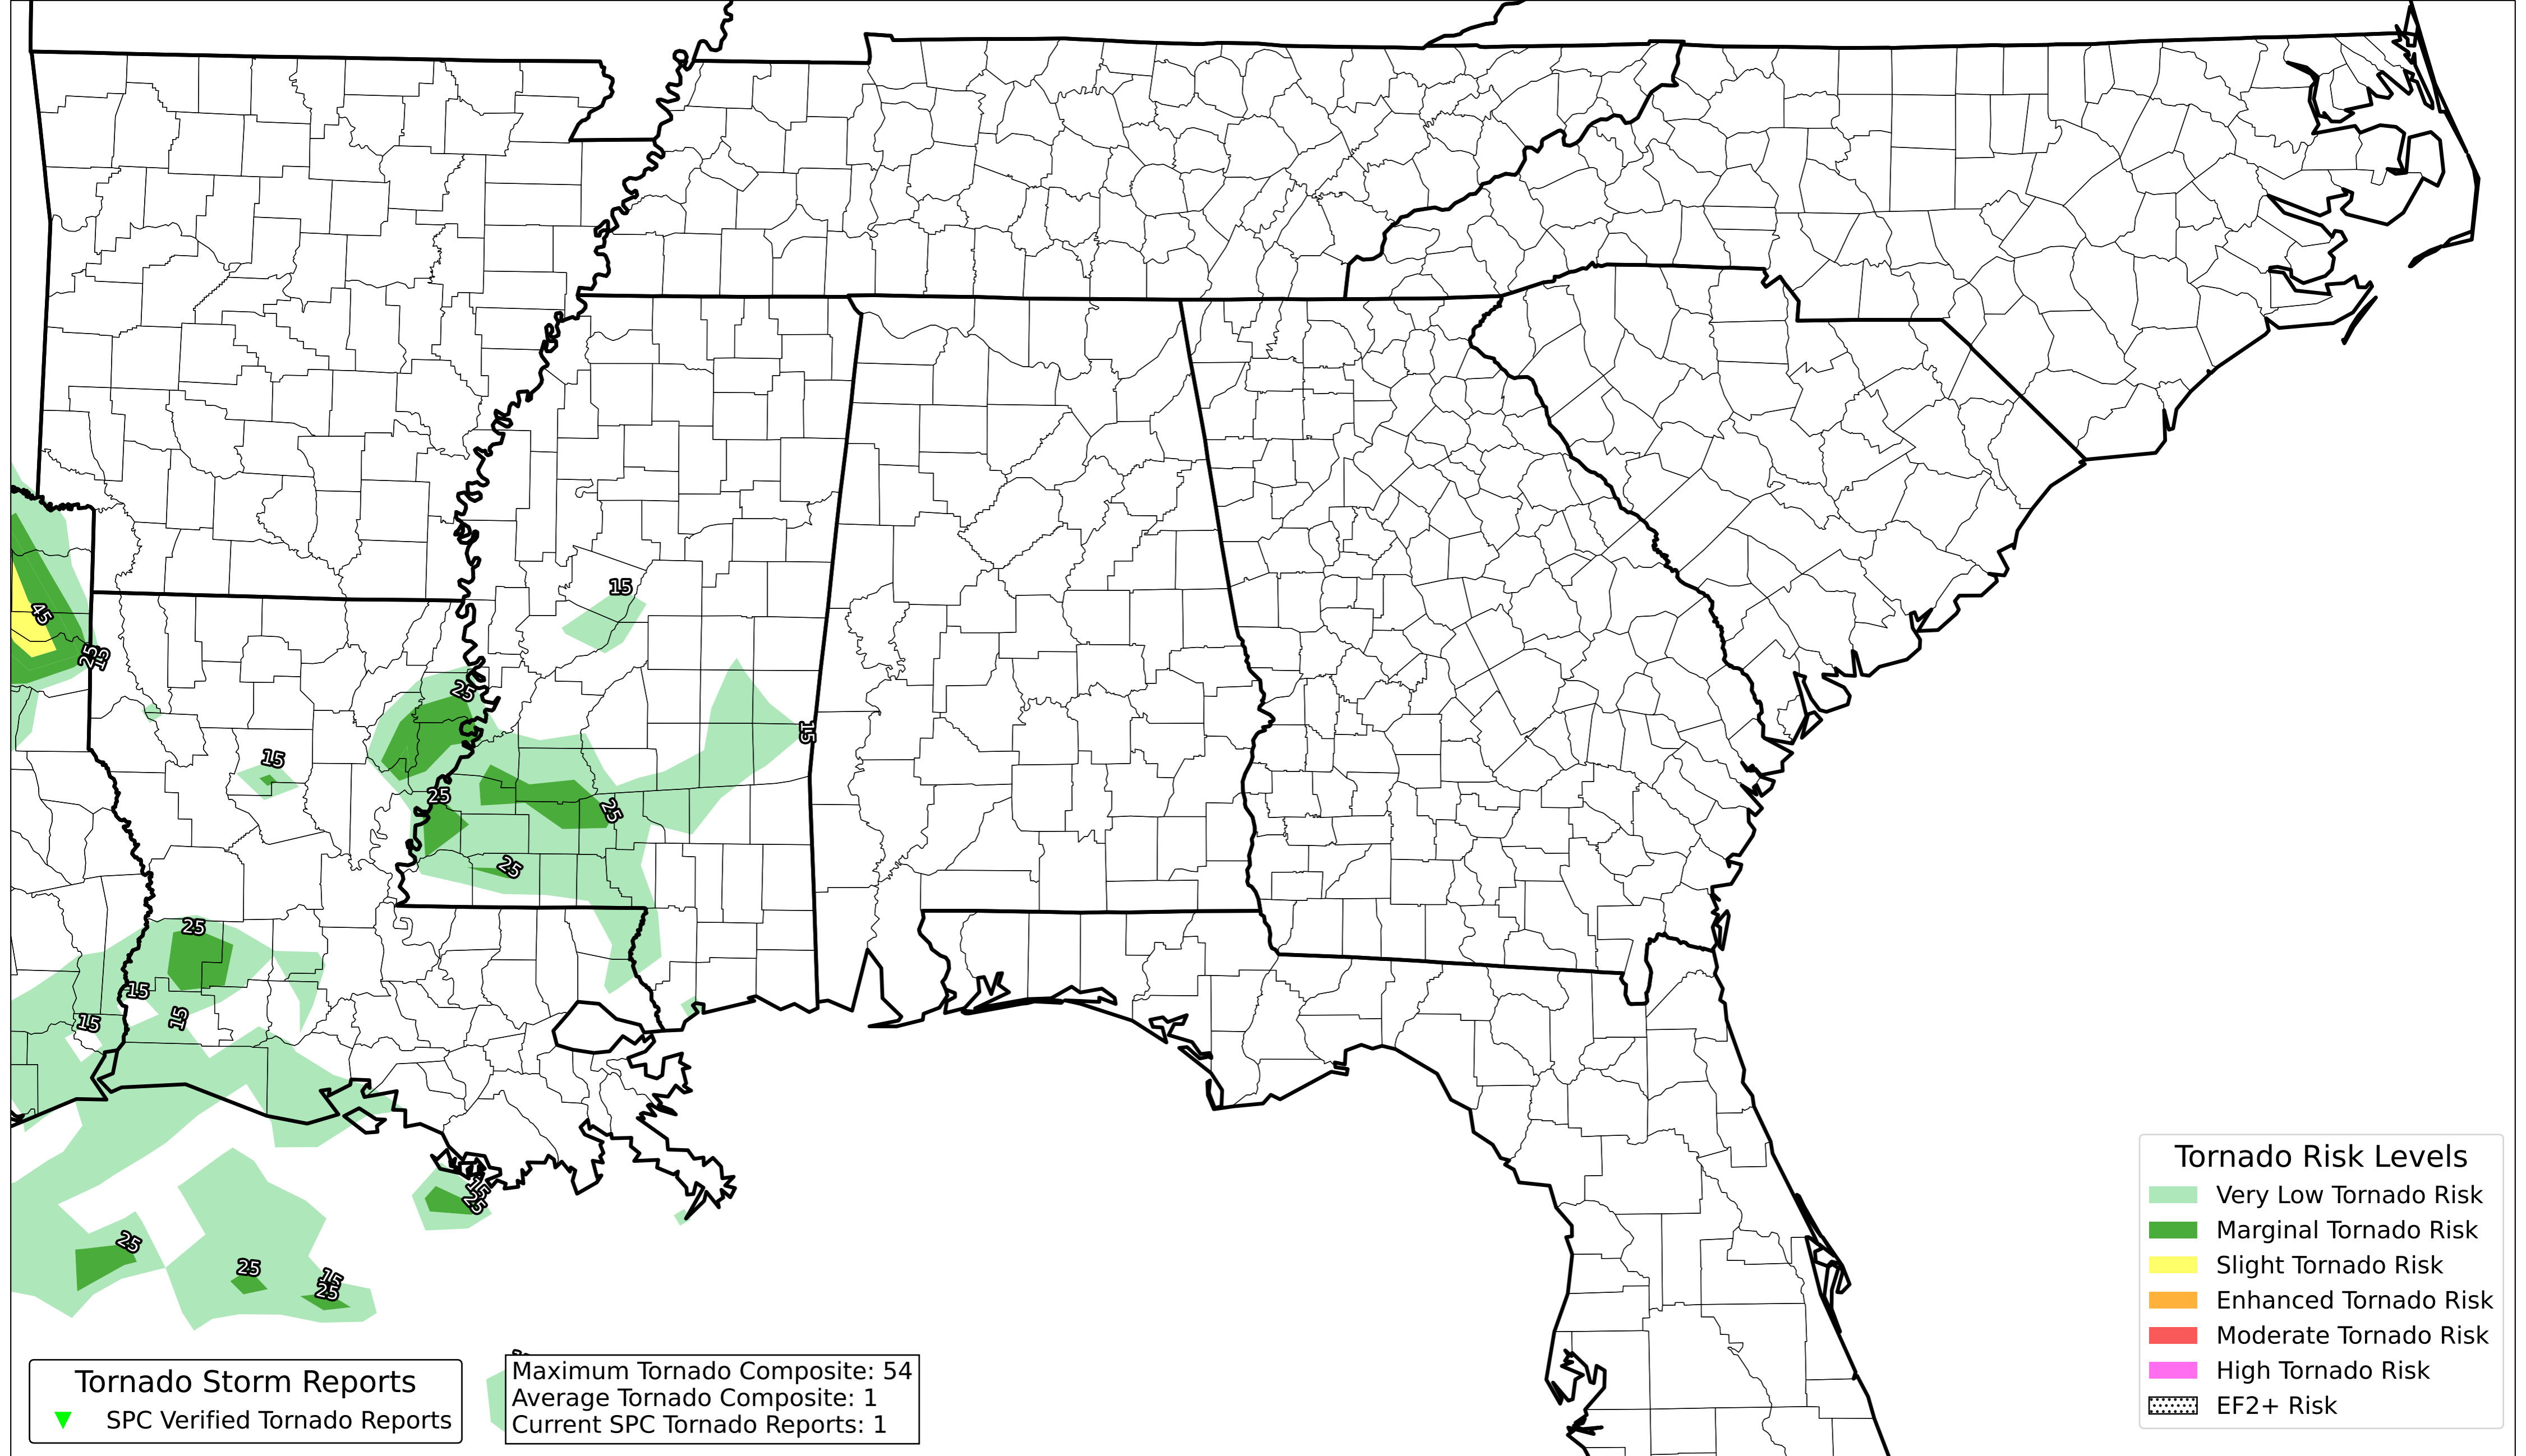 15
45
25
15
25
15
15
25
25
25
25
15
15
15
15
25
25
25
15
25
Tornado Risk Levels
Very Low Tornado Risk
Marginal Tornado Risk
Slight Tornado Risk
Enhanced Tornado Risk
Moderate Tornado Risk
High Tornado Risk
EF2+ Risk
Tornado Storm Reports
SPC Verified Tornado Reports
Maximum Tornado Composite: 54
Average Tornado Composite: 1
Current SPC Tornado Reports: 1